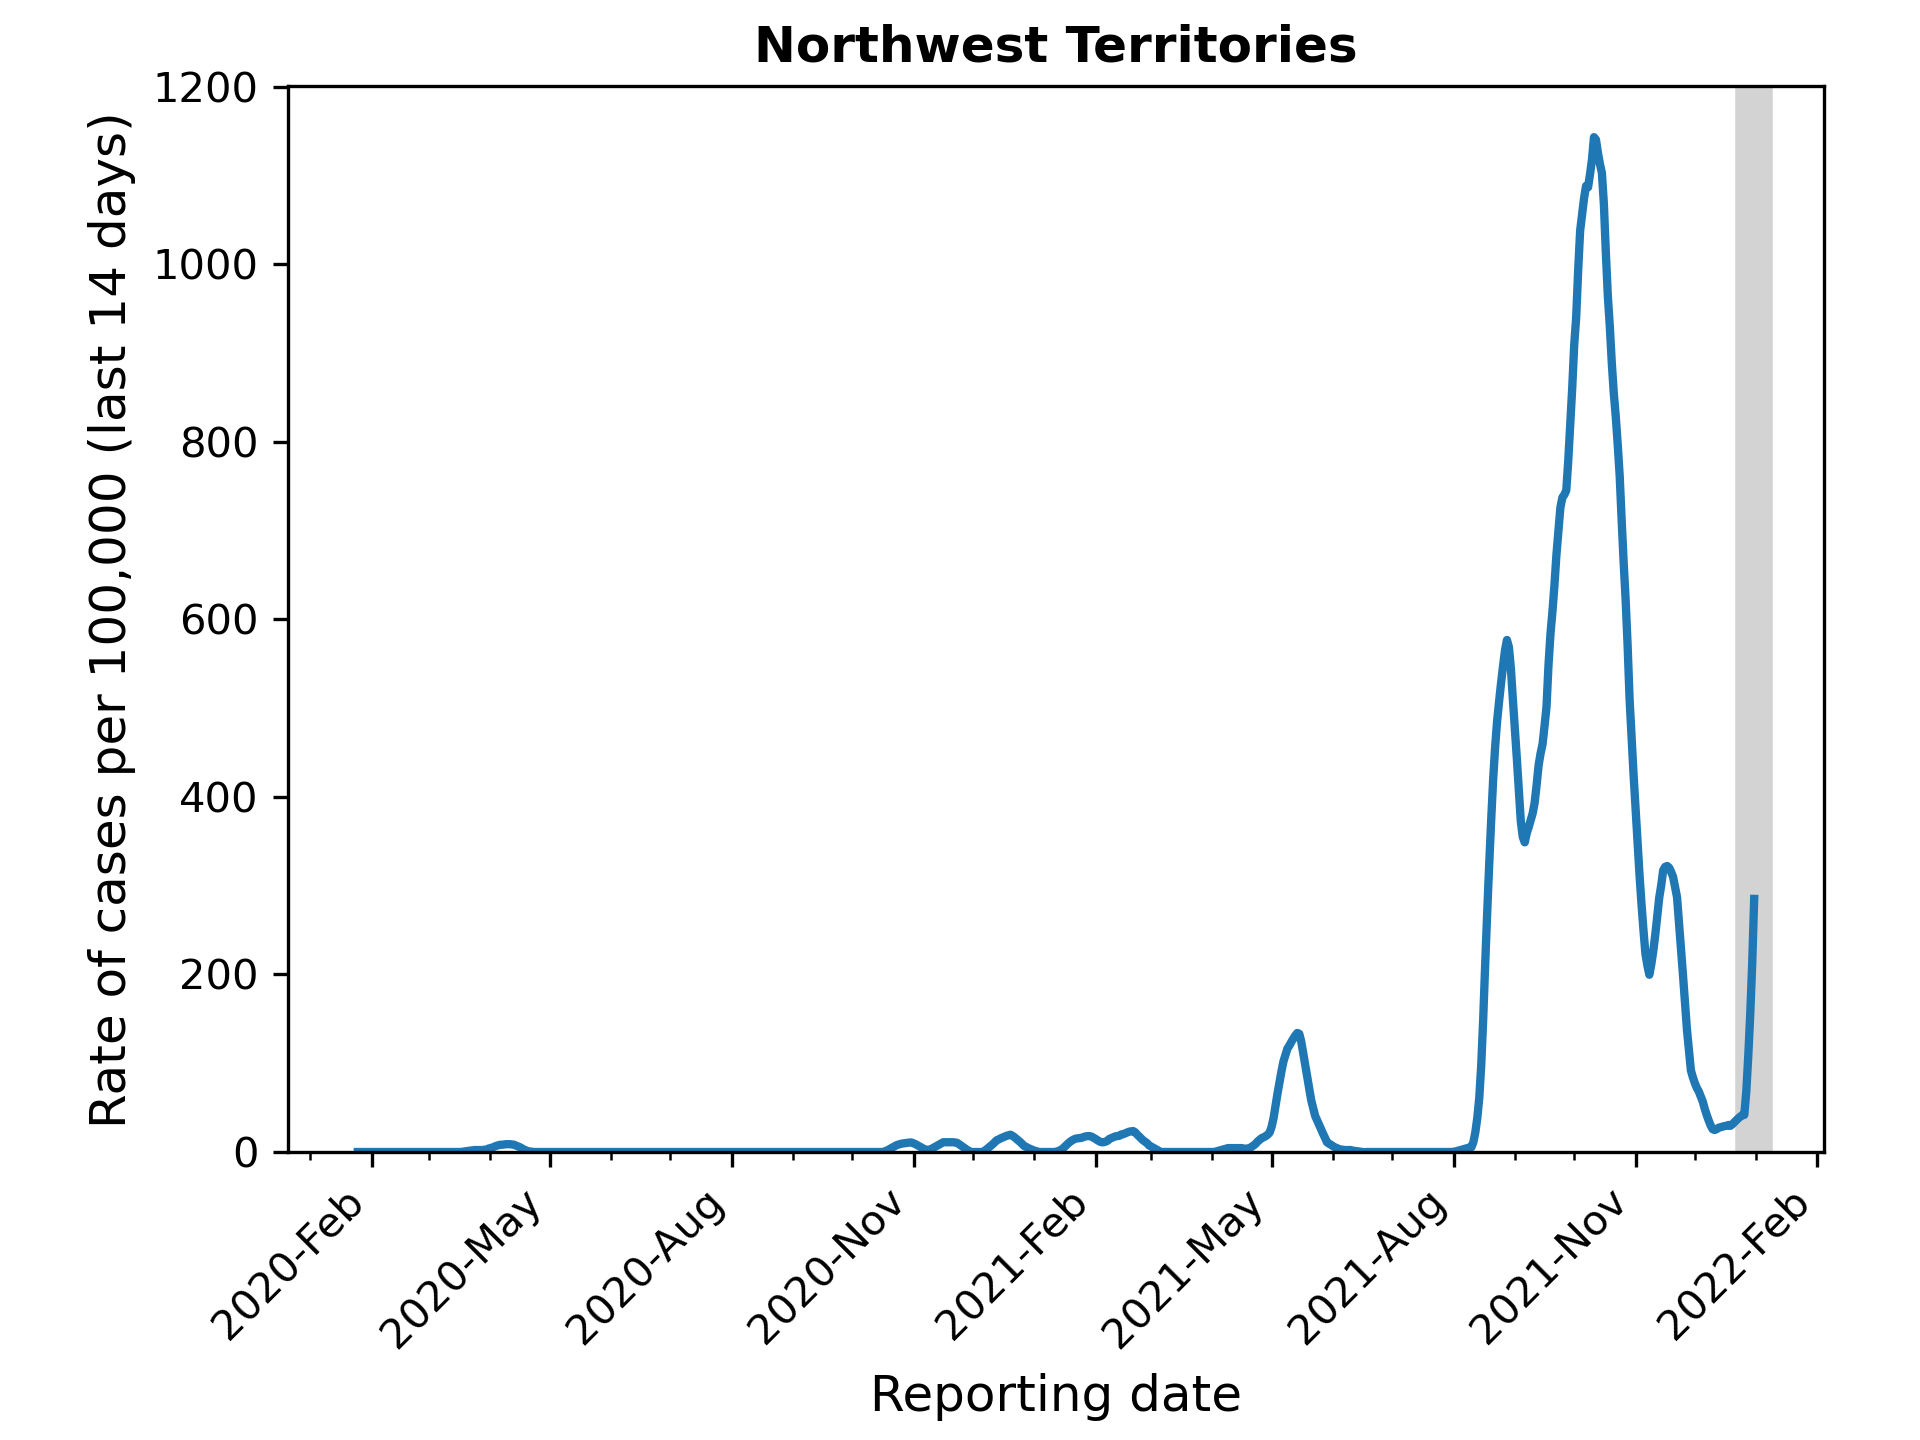 Northwest Territories
Rate of cases per 100,000 (last 14 days)
1200
1000
800
600
400
200
0
2020-Feb
2020-May
2020-Aug
2020-Nov
2021-Feb
2021-May
2021-Aug
2021-Nov
2022-Feb
Reporting date